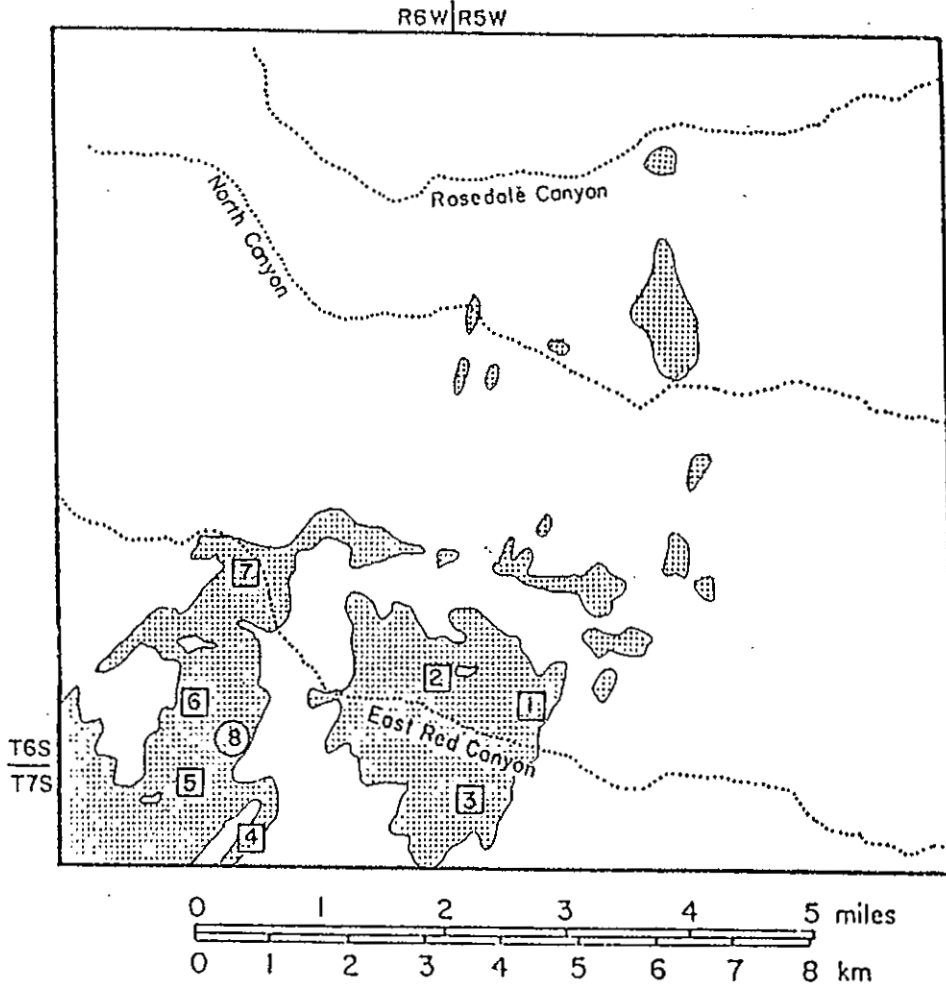 R6W R5W
Rosedale Canyon
North Canyon
7
2
6
1
8
East Red Canyon
T6S
T7S
5
3
4
0 1 2 3 4 5 miles
0 1 2 3 4 5 6 7 8 km